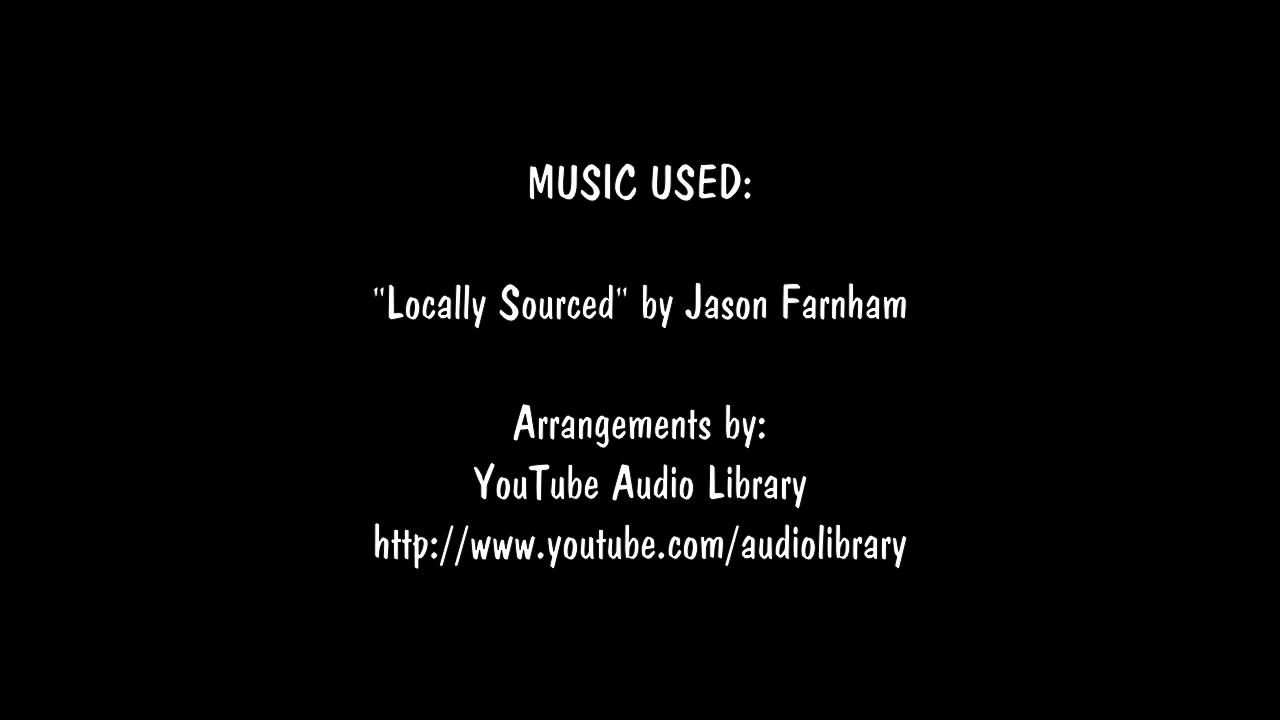 MUSIC USED:
"Locally Sourced" by Jason Farnham
Arrangements by:
YouTube Audio Library
http://www.youtube.com/audiolibrary